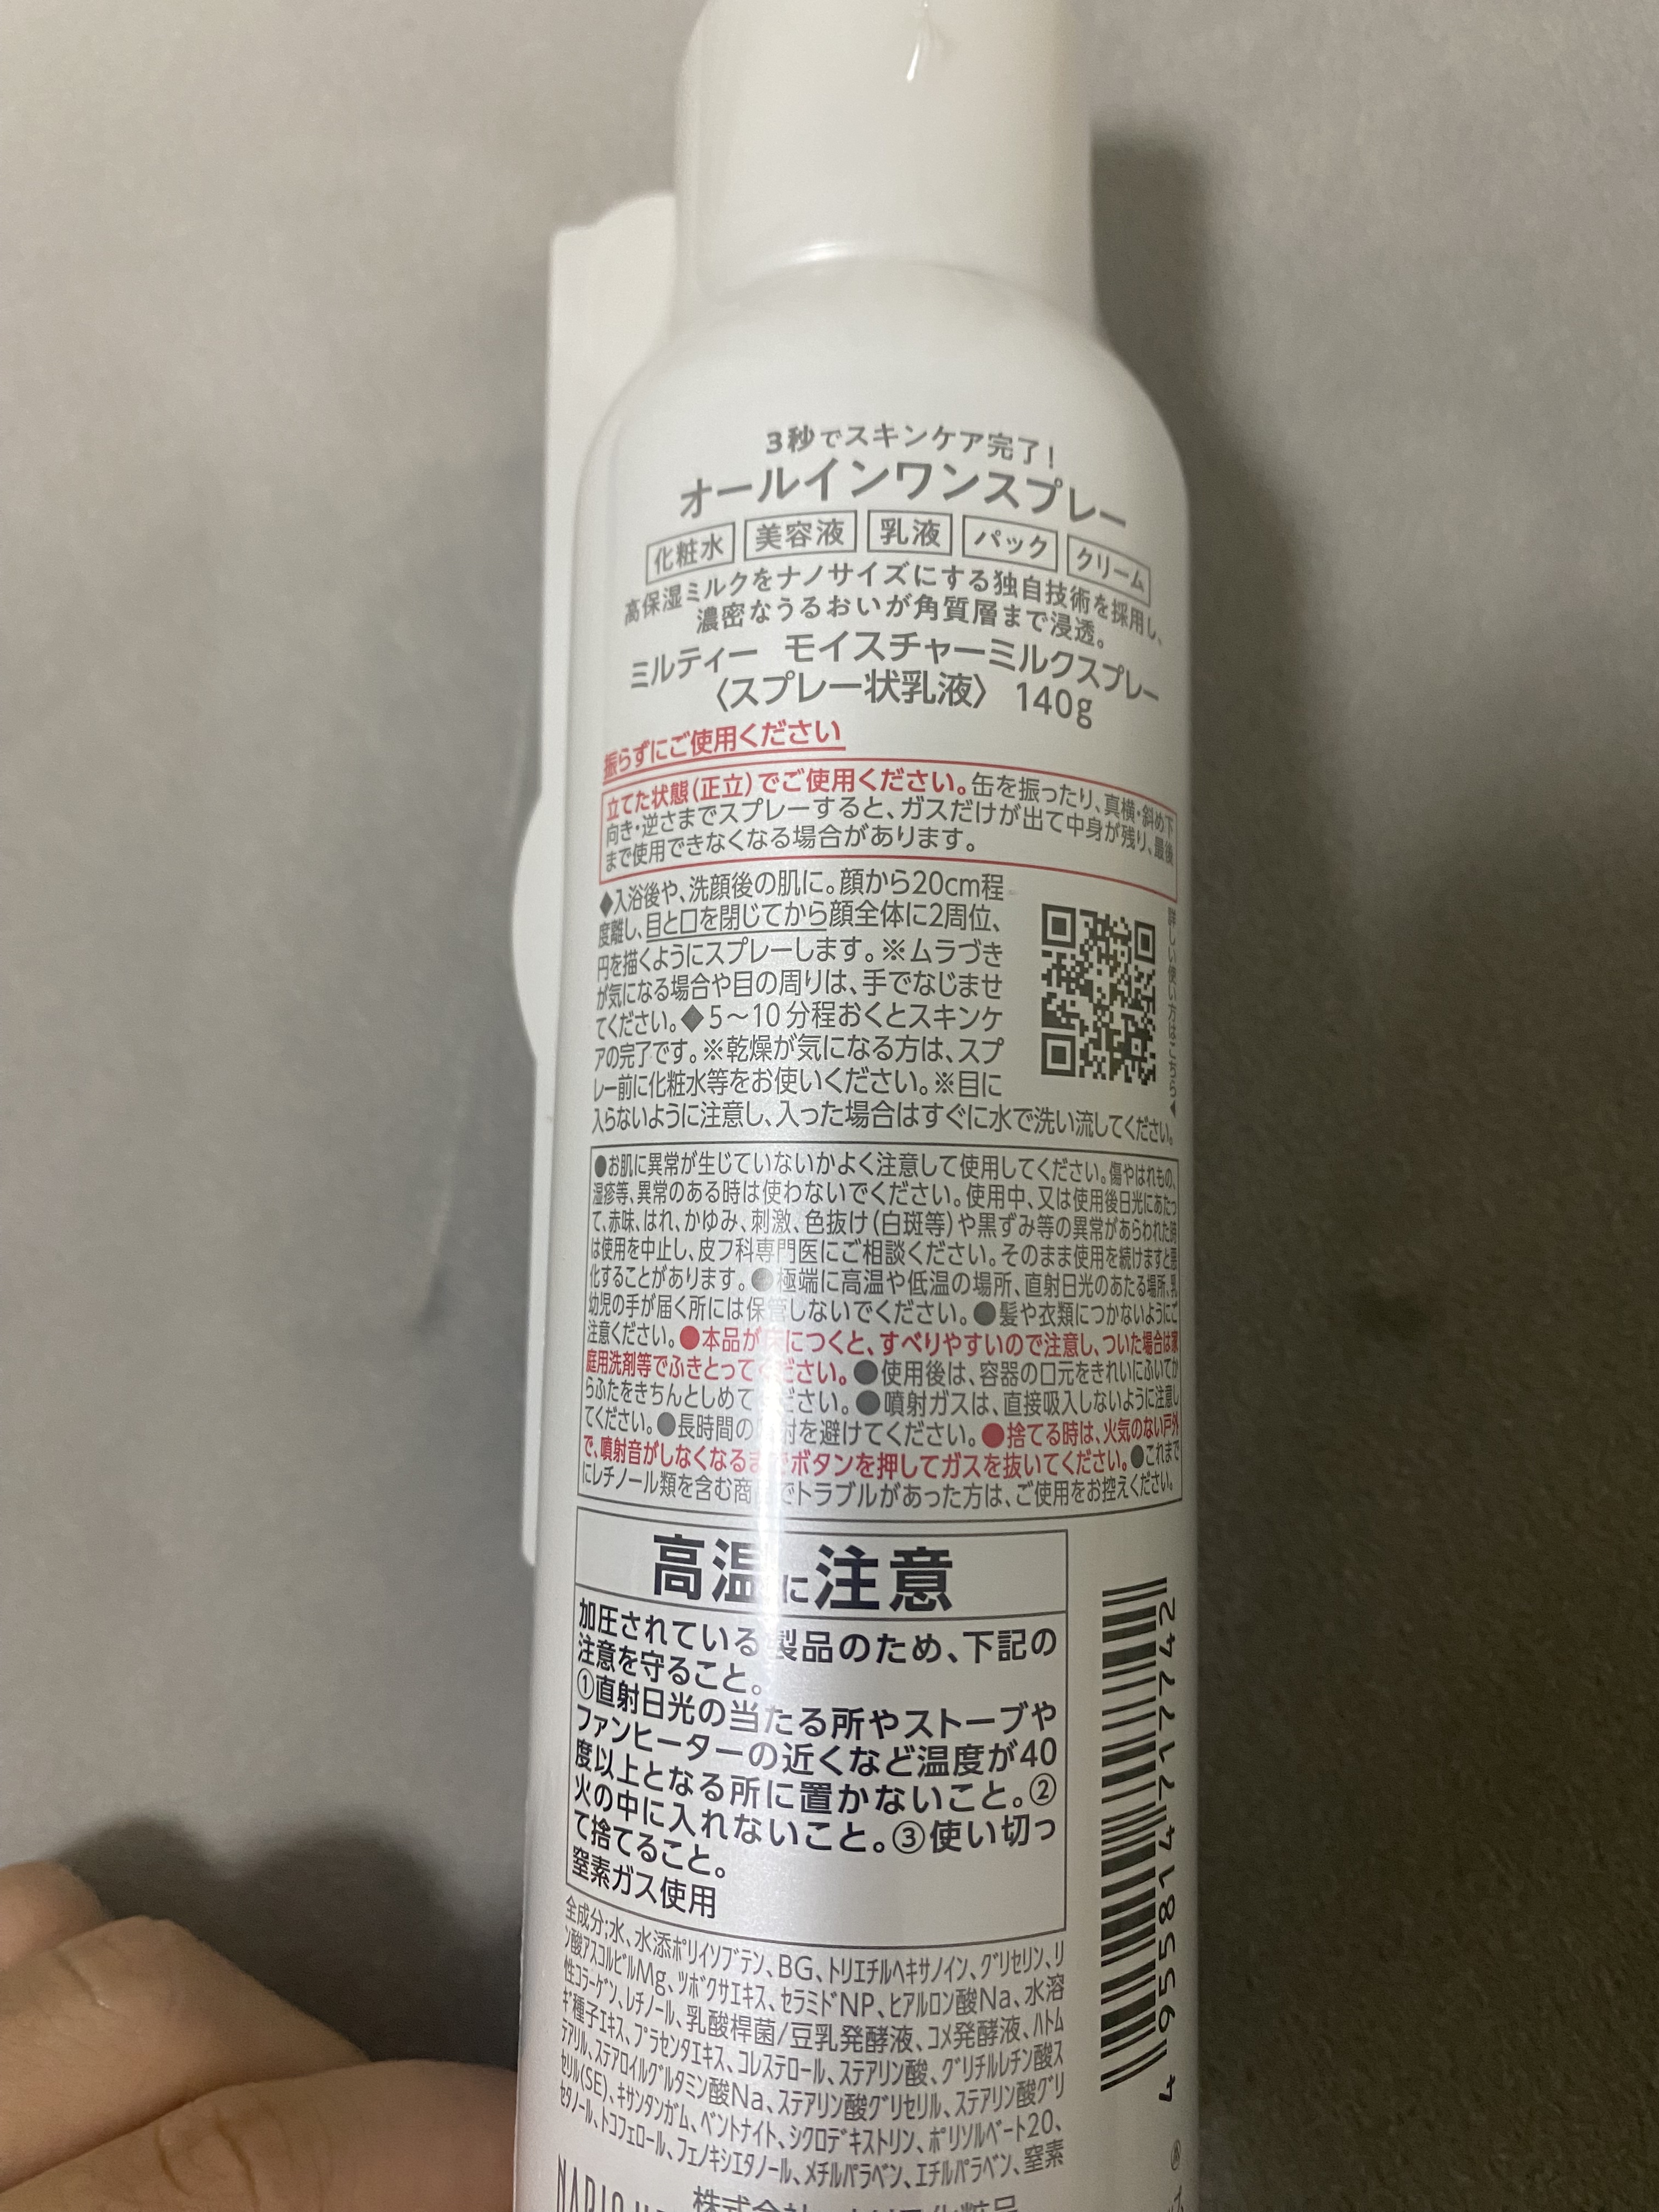 3秒でスキンケア完了!
オールインワンスプレー
化粧水 美容液 乳液 パック クリーム
高保湿ミルクをナノサイズにする独自技術を採用し、
濃密なうるおいが角質層まで浸透。
ミルティー モイスチャーミルクスプレー
〈スプレー状乳液〉 140g
振らずにご使用ください
立てた状態(正立)でご使用ください。缶を振ったり、真横・斜め下
向き・逆さまでスプレーすると、ガスだけが出て中身が残り、最後
まで使用できなくなる場合があります。
◆入浴後や、洗顔後の肌に。顔から20cm程
度離し、目と口を閉じてから顔全体に2周位、
円を描くようにスプレーします。※ムラづき
が気になる場合や目の周りは、手でなじませ
てください。◆5〜10分程おくとスキンケ
アの完了です。※乾燥が気になる方は、スプ
レー前に化粧水等をお使いください。※目に
入らないように注意し、入った場合はすぐに水で洗い流してください。
詳しい使い方はこちら▲
●お肌に異常が生じていないかよく注意して使用してください。傷やはれもの、
湿疹等、異常のある時は使わないでください。使用中、又は使用後日光にあたっ
て、赤味、はれ、かゆみ、刺激、色抜け(白斑等)や黒ずみ等の異常があらわれた時
は使用を中止し、皮フ科専門医にご相談ください。そのまま使用を続けますと悪
化することがあります。●極端に高温や低温の場所、直射日光のあたる場所、乳
幼児の手が届く所には保管しないでください。●髪や衣類につかないようにご
注意ください。●本品が床につくと、すべりやすいので注意し、ついた場合は家
庭用洗剤等でふきとってください。●使用後は、容器の口元をきれいにふいてか
らふたをきちんとしめてください。●噴射ガスは、直接吸入しないように注意し
てください。●長時間の噴射を避けてください。●捨てる時は、火気のない戸外
で、噴射音がしなくなるまでボタンを押してガスを抜いてください。●これまで
にレチノール類を含む商品でトラブルがあった方は、ご使用をお控えください。
高温に注意
加圧されている製品のため、下記の
注意を守ること。
①直射日光の当たる所やストーブや
ファンヒーターの近くなど温度が40
度以上となる所に置かないこと。②
火の中に入れないこと。③使い切っ
て捨てること。
窒素ガス使用
4955814717742
全成分:水、水添ポリイソブテン、BG、トリエチルヘキサノイン、グリセリン、リ
ン酸アスコルビルMg、ツボクサエキス、セラミドNP、ヒアルロン酸Na、水溶
性コラーゲン、レチノール、乳酸桿菌/豆乳発酵液、コメ発酵液、ハトム
ギ種子エキス、プラセンタエキス、コレステロール、ステアリン酸、グリチルレチン酸ス
テアリル、ステアロイルグルタミン酸Na、ステアリン酸グリセリル、ステアリン酸グリ
セリル(SE)、キサンタンガム、ベントナイト、シクロデキストリン、ポリソルベート20、
セタノール、トコフェロール、フェノキシエタノール、メチルパラベン、エチルパラベン、窒素